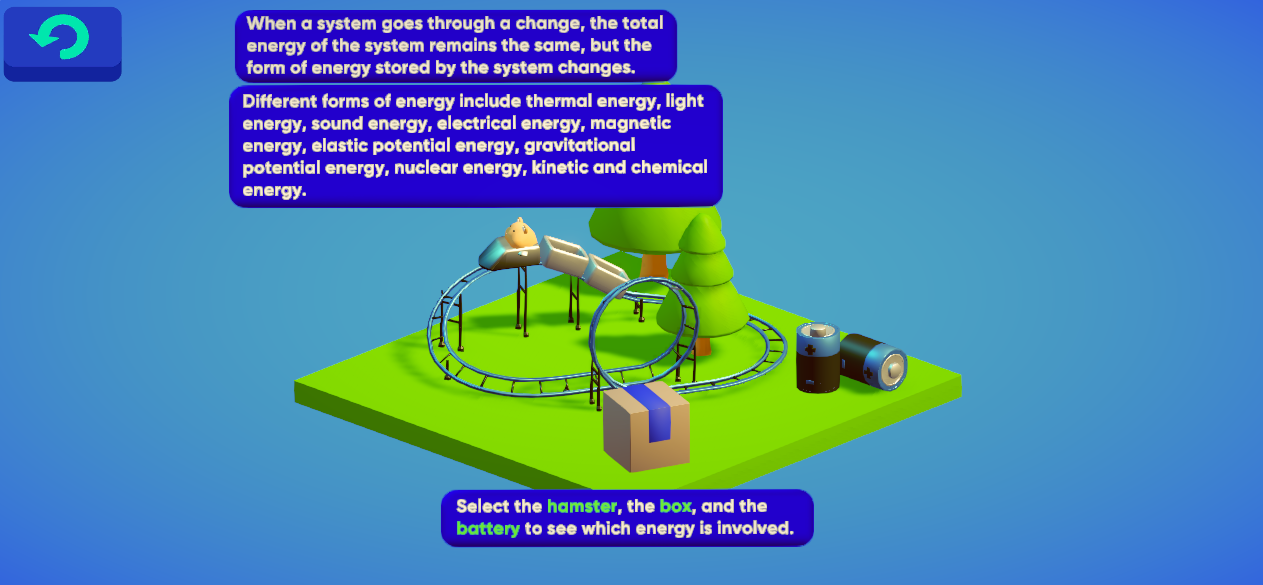 When a system goes through a change, the total
energy of the system remains the same, but the
form of energy stored by the system changes.
Different forms of energy include thermal energy, light
energy, sound energy, electrical energy, magnetic
energy, elastic potential energy, gravitational
potential energy, nuclear energy, kinetic and chemical
energy.
Select the hamster, the box, and the
battery to see which energy is involved.